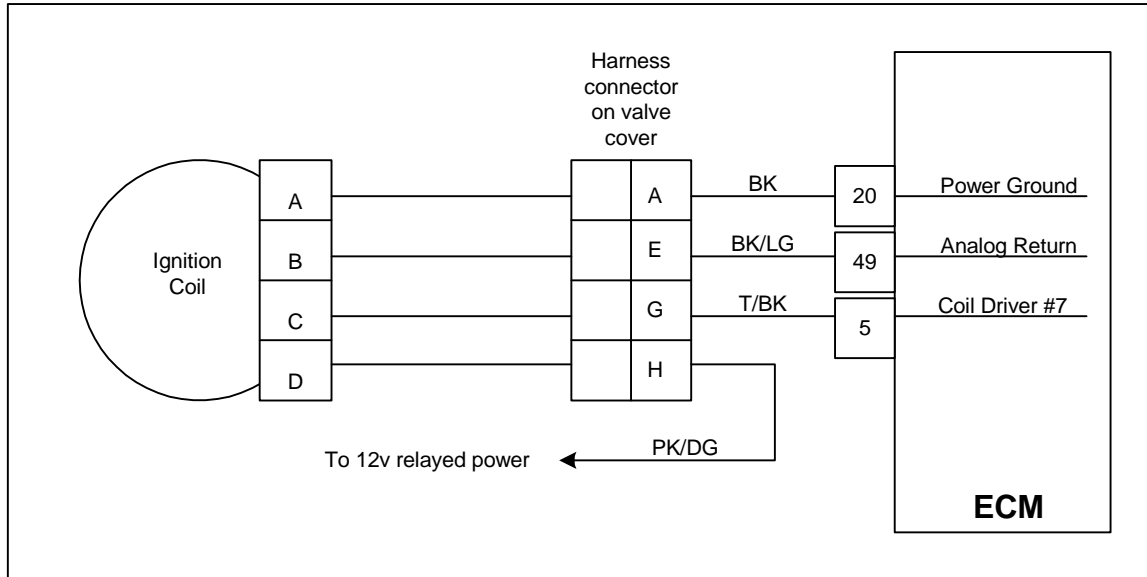 Harness
connector
on valve
cover
Ignition
Coil
A
B
C
D
A
E
G
H
BK
BK/LG
T/BK
PK/DG
20
49
5
Power Ground
Analog Return
Coil Driver #7
To 12v relayed power
ECM